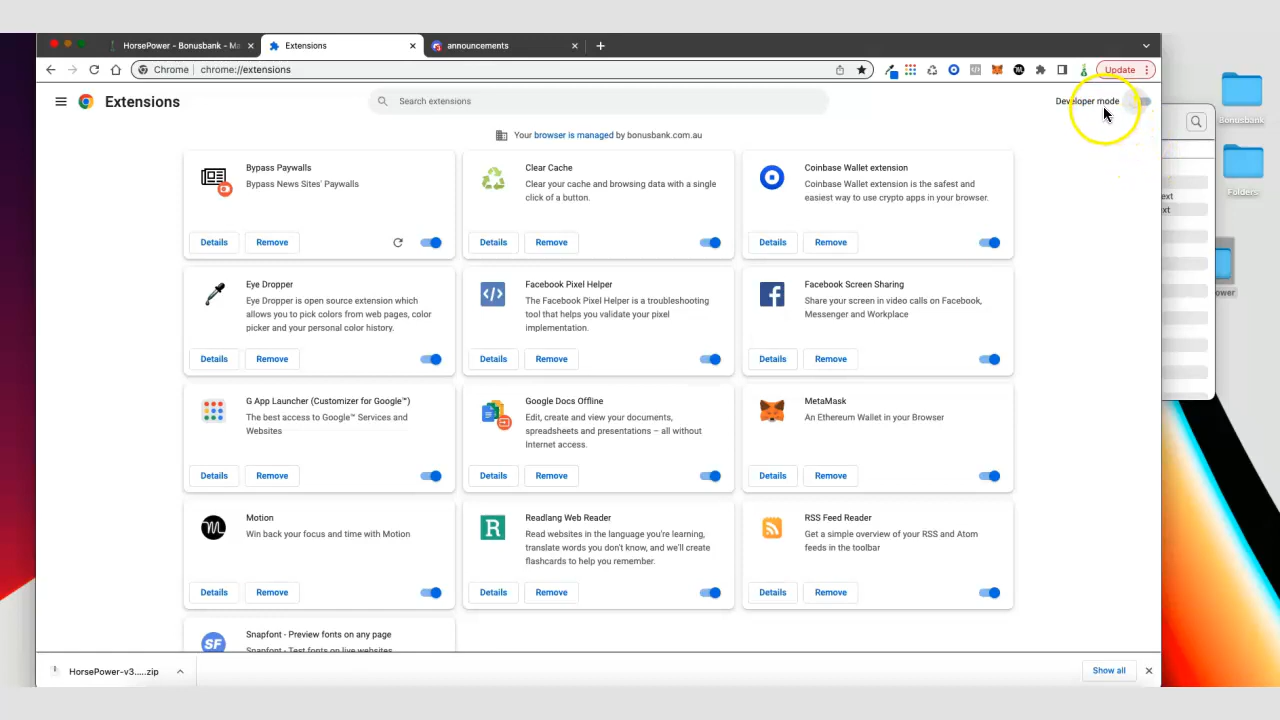 HorsePower - Bonusbank - Ma
Extensions
announcements
Chrome
chrome://extensions
Update
Extensions
Search extensions
Developer mode
Your browser is managed by bonusbank.com.au
Bypass Paywalls
Bypass News Sites' Paywalls
Details
Remove
Clear Cache
Clear your cache and browsing data with a single
click of a button.
Details
Remove
Coinbase Wallet extension
Coinbase Wallet extension is the safest and
easiest way to use crypto apps in your browser.
Details
Remove
Eye Dropper
Eye Dropper is open source extension which
allows you to pick colors from web pages, color
picker and your personal color history.
Details
Remove
Facebook Pixel Helper
The Facebook Pixel Helper is a troubleshooting
tool that helps you validate your pixel
implementation.
Details
Remove
Facebook Screen Sharing
Share your screen in video calls on Facebook,
Messenger and Workplace
Details
Remove
G App Launcher (Customizer for Google™)
The best access to Google™ Services and
Websites
Details
Remove
Google Docs Offline
Edit, create and view your documents,
spreadsheets and presentations – all without
Internet access.
Details
Remove
MetaMask
An Ethereum Wallet in your Browser
Details
Remove
Motion
Win back your focus and time with Motion
Details
Remove
R
Readlang Web Reader
Read websites in the language you're learning,
translate words you don't know, and we'll create
flashcards to help you remember.
Details
Remove
RSS Feed Reader
Get a simple overview of your RSS and Atom
feeds in the toolbar
Details
Remove
SF
Snapfont - Preview fonts on any page
Snapfont - Test fonts on live websites
HorsePower-v3.....zip
Show all
Bonusbank
Folders
ext
xt
ower